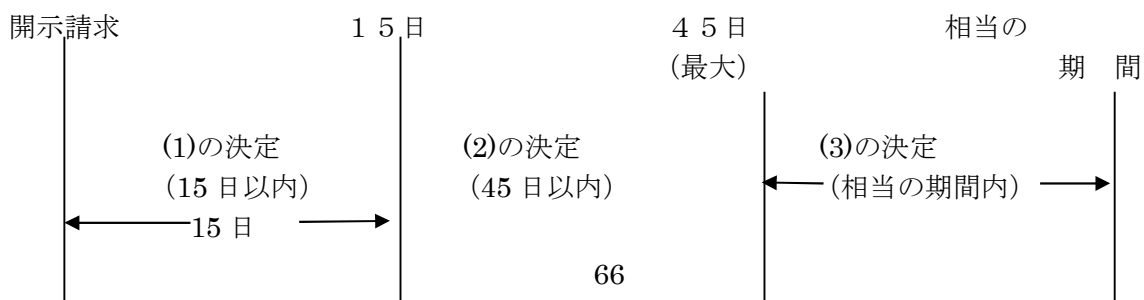 開示請求 １５日 ４５日 相当の
（最大） 期 間
(1)の決定 (2)の決定 (3)の決定
（15 日以内） （45 日以内） （相当の期間内）
15 日
66